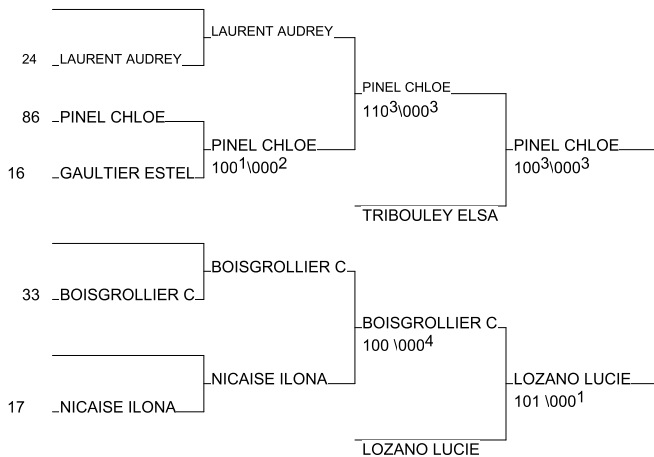 LAURENT AUDREY
24 LAURENT AUDREY
PINEL CHLOE
110³\000³
86 PINEL CHLOE
PINEL CHLOE
100¹\000²
PINEL CHLOE
100³\000³
16 GAULTIER ESTEL
TRIBOULEY ELSA
BOISGROLLIER C
33 BOISGROLLIER C
BOISGROLLIER C
100 \000⁴
NICAISE ILONA
LOZANO LUCIE
101 \000¹
17 NICAISE ILONA
LOZANO LUCIE